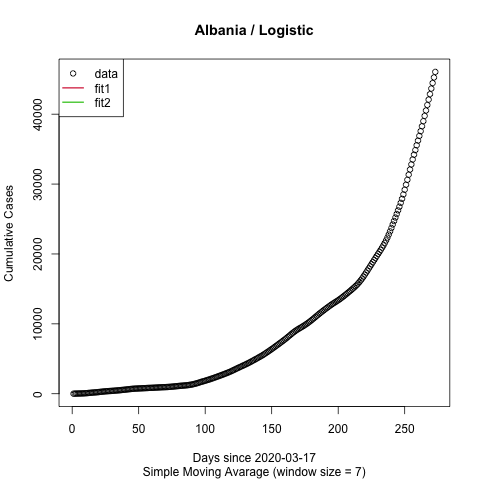 Albania / Logistic
data
fit1
fit2
Cumulative Cases
0
10000
20000
30000
40000
0 50 100 150 200 250
Days since 2020-03-17
Simple Moving Avarage (window size = 7)